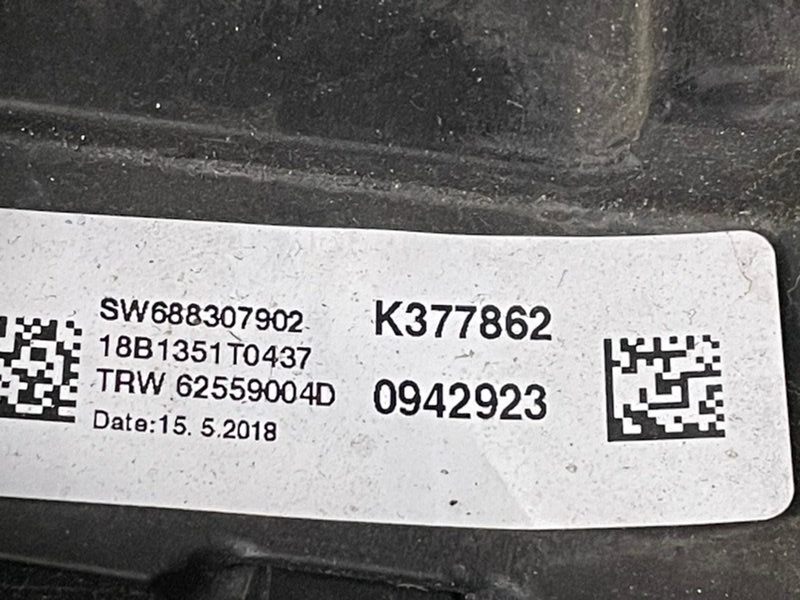 SW688307902
18B1351T0437
TRW 62559004D
Date:15. 5.2018
K377862
0942923